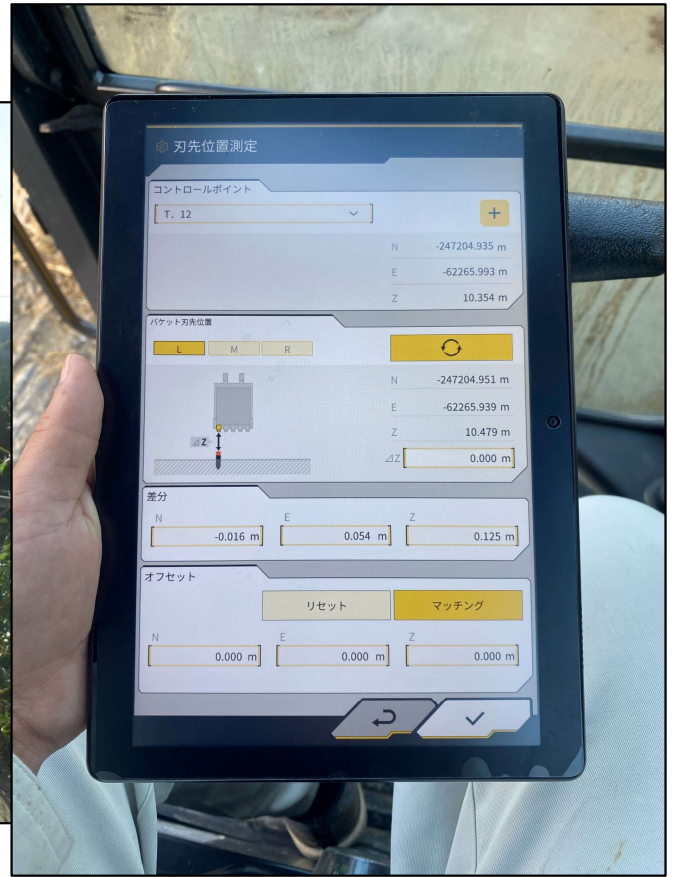 刃先位置測定
コントロールポイント
T. 12
+
N -247204.935 m
E -62265.993 m
Z 10.354 m
バケット刃先位置
L M R
N -247204.951 m
E -62265.939 m
Z 10.479 m
⊿Z 0.000 m
⊿Z
差分
N E Z
-0.016 m 0.054 m 0.125 m
オフセット
リセット マッチング
N E Z
0.000 m 0.000 m 0.000 m